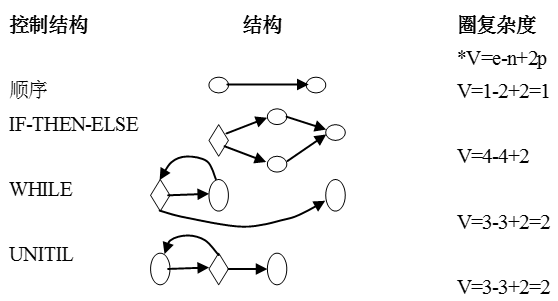 控制结构 结构 圈复杂度
*V=e-n+2p
顺序 V=1-2+2=1
IF-THEN-ELSE
V=4-4+2
WHILE
V=3-3+2=2
UNITIL
V=3-3+2=2